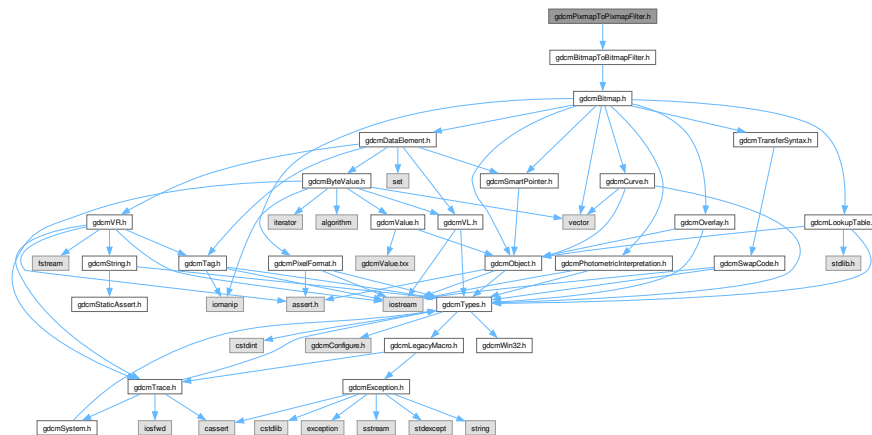 gdcmPixmapToPixmapFilter.h
gdcmBitmapToBitmapFilter.h
gdcmBitmap.h
gdcmDataElement.h
gdcmTransferSyntax.h
gdcmByteValue.h
set
gdcmSmartPointer.h
gdcmCurve.h
gdcmVR.h
iterator
algorithm
gdcmValue.h
gdcmVL.h
vector
gdcmOverlay.h
gdcmLookupTable.
fstream
gdcmString.h
gdcmTag.h
gdcmPixelFormat.h
gdcmValue.txx
gdcmObject.h
gdcmPhotometricInterpretation.h
gdcmSwapCode.h
stdlib.h
gdcmStaticAssert.h
iomanip
assert.h
iostream
gdcmTypes.h
cstdint
gdcmConfigure.h
gdcmLegacyMacro.h
gdcmWin32.h
gdcmTrace.h
gdcmException.h
gdcmSystem.h
iosfwd
cassert
cstdlib
exception
sstream
stdexcept
string